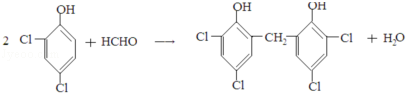 OH OH OH
2 Cl + HCHO ⟶ Cl CH₂ Cl + H₂O
Cl Cl Cl